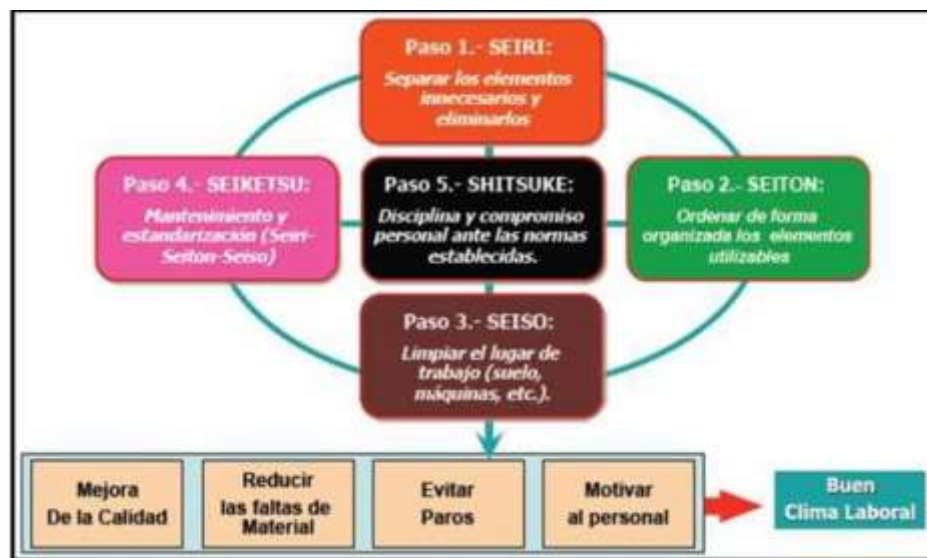 Paso 1.- SEIRI:
Separar los elementos
innecesarios y
eliminarlos
Paso 4.- SEIKETSU:
Mantenimiento y
estandarización (Seiri-
Seiton-Seiso)
Paso 5.- SHITSUKE:
Disciplina y compromiso
personal ante las normas
establecidas.
Paso 2.- SEITON:
Ordenar de forma
organizada los elementos
utilizables
Paso 3.- SEISO:
Limpiar el lugar de
trabajo (suelo,
máquinas, etc.).
Mejora
De la Calidad
Reducir
las faltas de
Material
Evitar
Paros
Motivar
al personal
Buen
Clima Laboral